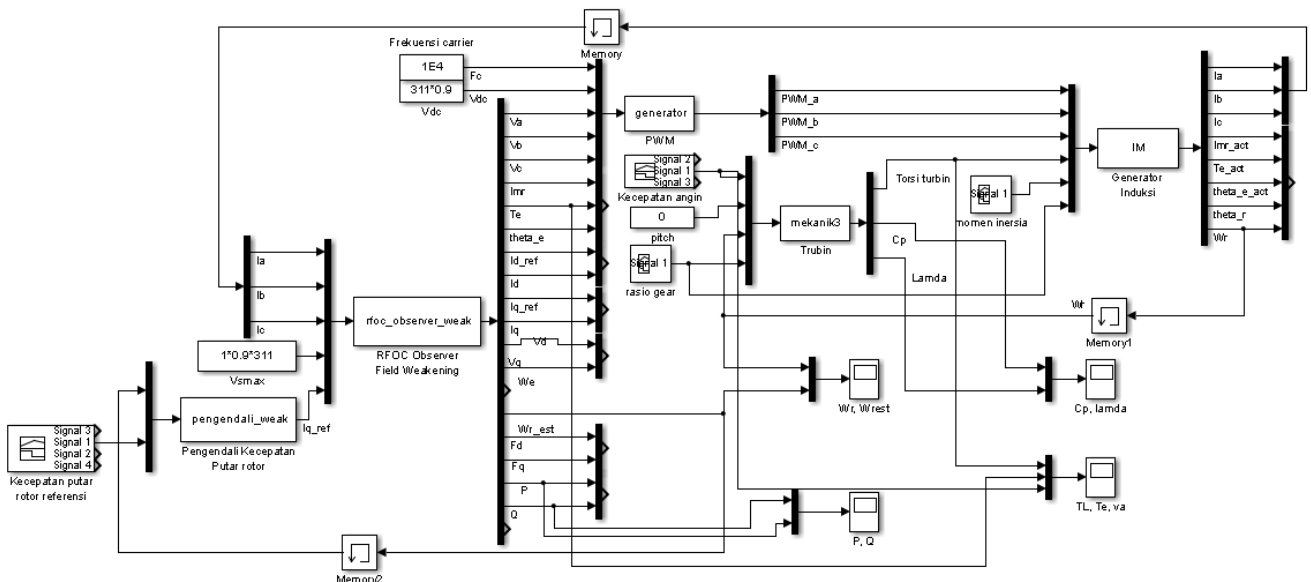 Memory
Frekuensi carrier
1E4
Fc
311*0.9
Vdc
Vdc
Va
Vb
Vc
Imr
Te
theta_e
Id_ref
Id
Iq_ref
Iq
Vd
Vq
We
Wr_est
Fd
Fq
P
Q
generator
PWM
PWM_a
PWM_b
PWM_c
Signal 2
Signal 1
Signal 3
Kecepatan angin
0
pitch
Signal 1
rasio gear
mekanik3
Trubin
Torsi turbin
Cp
Lamda
Signal 1
momen inersia
IM
Generator
Induksi
Ia
Ib
Ic
Imr_act
Te_act
theta_e_act
theta_r
Wr
Wr
Memory1
Ia
Ib
Ic
1*0.9*311
Vsmax
rfoc_observer_weak
RFOC Observer
Field Weakening
pengendali_weak
Iq_ref
Pengendali Kecepatan
Putar rotor
Signal 3
Signal 1
Signal 2
Signal 4
Kecepatan putar
rotor referensi
Wr, Wrest
Cp, lamda
TL, Te, va
P, Q
Memory2